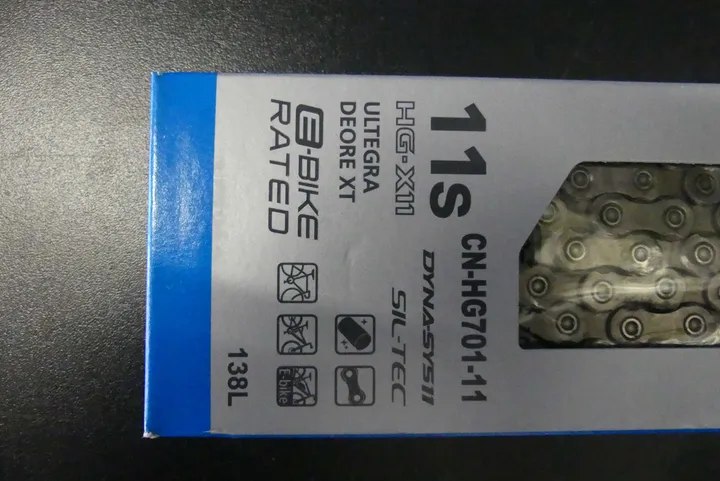 11s CN-HG701-11
HG-X11 DYNA-SYS11
ULTEGRA SIL-TEC
DEORE XT
E-BIKE
RATED
E-bike
138L